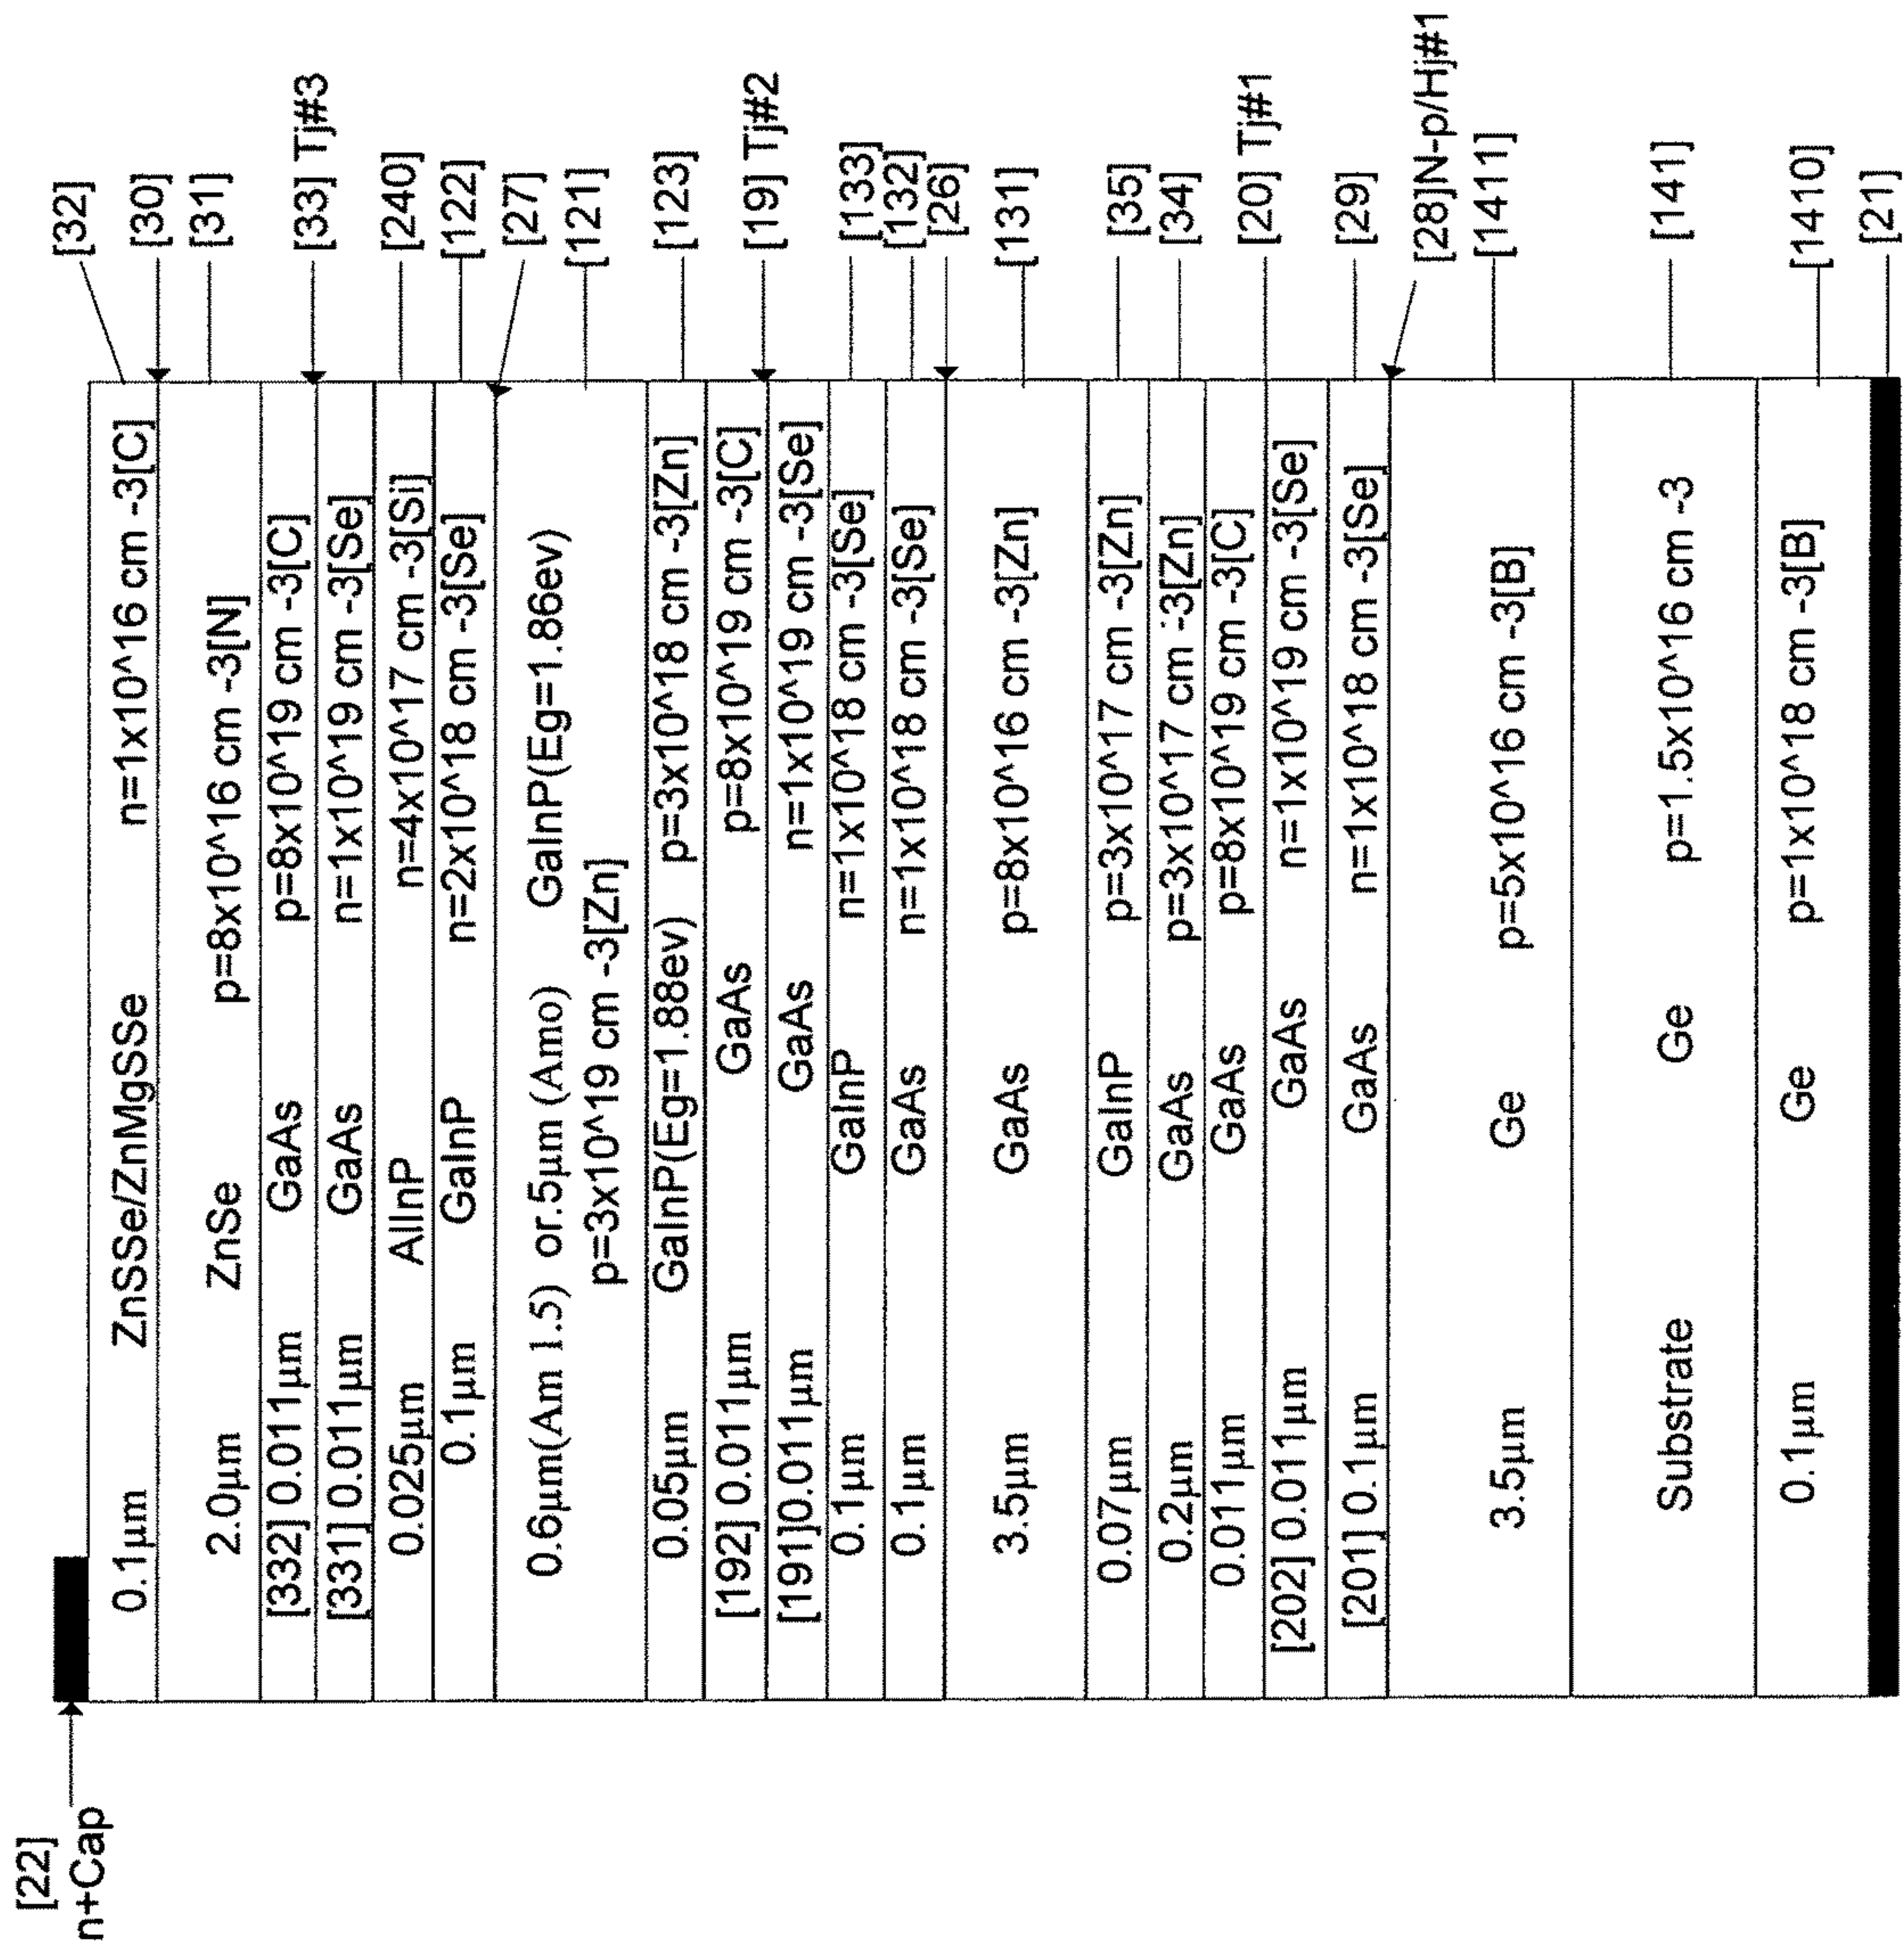 [22]
n+Cap
0.1μm ZnSSe/ZnMgSSe n=1x10^16 cm -3[C] [32]
[30]
2.0μm ZnSe p=8x10^16 cm -3[N] [31]
[332] 0.011μm GaAs p=8x10^19 cm -3[C]
[33] Tj#3
[331] 0.011μm GaAs n=1x10^19 cm -3[Se]
0.025μm AlInP n=4x10^17 cm -3[Si] [240]
0.1μm GaInP n=2x10^18 cm -3[Se] [122]
[27]
0.6μm(Am 1.5) or.5μm (Amo) GaInP(Eg=1.86ev)
p=3x10^19 cm -3[Zn] [121]
0.05μm GaInP(Eg=1.88ev) p=3x10^18 cm -3[Zn] [123]
[192] 0.011μm GaAs p=8x10^19 cm -3[C]
[19] Tj#2
[191]0.011μm GaAs n=1x10^19 cm -3[Se]
0.1μm GaInP n=1x10^18 cm -3[Se] [133]
0.1μm GaAs n=1x10^18 cm -3[Se] [132]
[26]
3.5μm GaAs p=8x10^16 cm -3[Zn] [131]
0.07μm GaInP p=3x10^17 cm -3[Zn] [35]
0.2μm GaAs p=3x10^17 cm -3[Zn] [34]
0.011μm GaAs p=8x10^19 cm -3[C]
[20] Tj#1
[202] 0.011μm GaAs n=1x10^19 cm -3[Se]
[201] 0.1μm GaAs n=1x10^18 cm -3[Se] [29]
[28]N-p/Hj#1
3.5μm Ge p=5x10^16 cm -3[B] [1411]
Substrate Ge p=1.5x10^16 cm -3 [141]
0.1μm Ge p=1x10^18 cm -3[B] [1410]
[21]